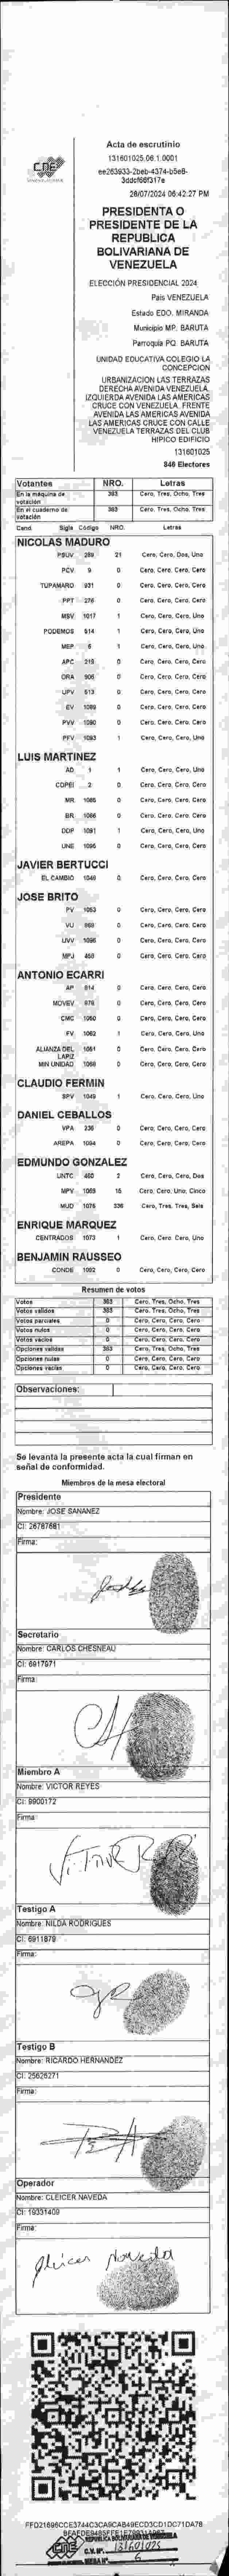 Acta de escrutinio
131601025.06.1.0001
ee263933-2beb-4374-b5e8-
3ddcf66f317e
28/07/2024 06:42:27 PM
CNE
PRESIDENTA O
PRESIDENTE DE LA
REPUBLICA
BOLIVARIANA DE
VENEZUELA
ELECCIÓN PRESIDENCIAL 2024
Pais VENEZUELA
Estado EDO. MIRANDA
Municipio MP. BARUTA
Parroquia PQ. BARUTA
UNIDAD EDUCATIVA COLEGIO LA
CONCEPCION
URBANIZACION LAS TERRAZAS
DERECHA AVENIDA VENEZUELA.
IZQUIERDA AVENIDA LAS AMERICAS
CRUCE CON VENEZUELA. FRENTE
AVENIDA LAS AMERICAS AVENIDA
LAS AMERICAS CRUCE CON CALLE
VENEZUELA TERRAZAS DEL CLUB
HIPICO EDIFICIO
131601025
846 Electores
Votantes NRO. Letras
En la máquina de votación 383 Cero, Tres, Ocho, Tres
En el cuaderno de votación 383 Cero, Tres, Ocho, Tres
Cand. Sigla Código NRO. Letras
NICOLAS MADURO
PSUV 289 21 Cero, Cero, Dos, Uno
PCV 9 0 Cero, Cero, Cero, Cero
TUPAMARO 931 0 Cero, Cero, Cero, Cero
PPT 276 0 Cero, Cero, Cero, Cero
MSV 1017 1 Cero, Cero, Cero, Uno
PODEMOS 514 1 Cero, Cero, Cero, Uno
MEP 6 1 Cero, Cero, Cero, Uno
APC 215 0 Cero, Cero, Cero, Cero
ORA 906 0 Cero, Cero, Cero, Cero
UPV 613 0 Cero, Cero, Cero, Cero
EV 1089 0 Cero, Cero, Cero, Cero
PVV 1090 0 Cero, Cero, Cero, Cero
PFV 1093 1 Cero, Cero, Cero, Uno
LUIS MARTINEZ
AD 1 1 Cero, Cero, Cero, Uno
COPEI 2 0 Cero, Cero, Cero, Cero
MR 1065 0 Cero, Cero, Cero, Cero
BR 1066 0 Cero, Cero, Cero, Cero
DDP 1091 1 Cero, Cero, Cero, Uno
UNE 1095 0 Cero, Cero, Cero, Cero
JAVIER BERTUCCI
EL CAMBIO 1048 0 Cero, Cero, Cero, Cero
JOSE BRITO
PV 1053 0 Cero, Cero, Cero, Cero
VU 869 0 Cero, Cero, Cero, Cero
UVV 1096 0 Cero, Cero, Cero, Cero
MPJ 458 0 Cero, Cero, Cero, Cero
ANTONIO ECARRI
AP 814 0 Cero, Cero, Cero, Cero
MOVEV 876 0 Cero, Cero, Cero, Cero
CMC 1050 0 Cero, Cero, Cero, Cero
FV 1062 1 Cero, Cero, Cero, Uno
ALIANZA DEL LAPIZ 1051 0 Cero, Cero, Cero, Cero
MIN UNIDAD 1058 0 Cero, Cero, Cero, Cero
CLAUDIO FERMIN
SPV 1049 1 Cero, Cero, Cero, Uno
DANIEL CEBALLOS
VPA 236 0 Cero, Cero, Cero, Cero
AREPA 1094 0 Cero, Cero, Cero, Cero
EDMUNDO GONZALEZ
UNTC 460 2 Cero, Cero, Cero, Dos
MPV 1003 15 Cero, Cero, Uno, Cinco
MUD 1075 336 Cero, Tres, Tres, Seis
ENRIQUE MARQUEZ
CENTRADOS 1073 1 Cero, Cero, Cero, Uno
BENJAMIN RAUSSEO
CONDE 1092 0 Cero, Cero, Cero, Cero
Resumen de votos
Votos 383 Cero, Tres, Ocho, Tres
Votos válidos 383 Cero, Tres, Ocho, Tres
Votos parciales 0 Cero, Cero, Cero, Cero
Votos nulos 0 Cero, Cero, Cero, Cero
Votos vacíos 0 Cero, Cero, Cero, Cero
Opciones válidas 383 Cero, Tres, Ocho, Tres
Opciones nulas 0 Cero, Cero, Cero, Cero
Opciones vacías 0 Cero, Cero, Cero, Cero
Observaciones:
Se levanta la presente acta la cual firman en
señal de conformidad.
Miembros de la mesa electoral
Presidente
Nombre: JOSE SANANEZ
CI: 26787681
Firma:
Secretario
Nombre: CARLOS CHESNEAU
CI: 6917971
Firma:
Miembro A
Nombre: VICTOR REYES
CI: 9900172
Firma:
Testigo A
Nombre: NILDA RODRIGUES
CI: 6911879
Firma:
Testigo B
Nombre: RICARDO HERNANDEZ
CI: 25626271
Firma:
Operador
Nombre: CLEICER NAVEDA
CI: 19331409
Firma:
Gleicer Naveda
FFD21696CCE3744C3CA9CAB49ECD3CD1DC71DA78
CNE
REPUBLICA BOLIVARIANA DE VENEZUELA
C.V. Nº. 131601025
MESA Nº 6